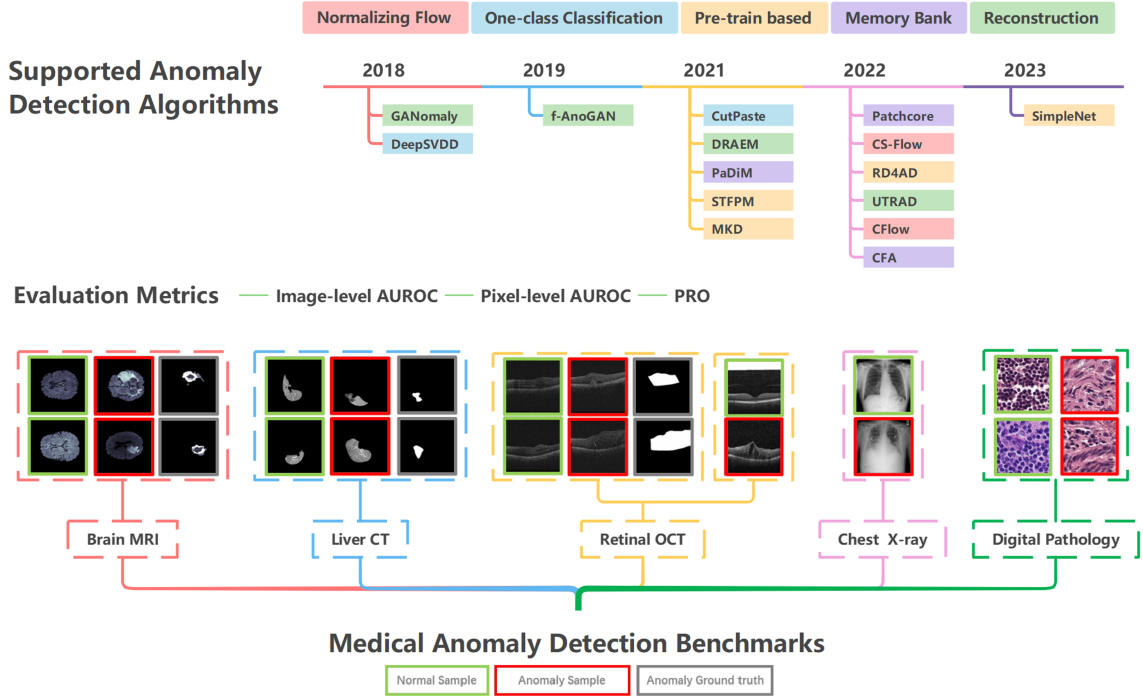 Normalizing Flow
One-class Classification
Pre-train based
Memory Bank
Reconstruction
Supported Anomaly
Detection Algorithms
2018
2019
2021
2022
2023
GANomaly
DeepSVDD
f-AnoGAN
CutPaste
DRAEM
PaDiM
STFPM
MKD
Patchcore
CS-Flow
RD4AD
UTRAD
CFlow
CFA
SimpleNet
Evaluation Metrics
Image-level AUROC
Pixel-level AUROC
PRO
Brain MRI
Liver CT
Retinal OCT
Chest X-ray
Digital Pathology
Medical Anomaly Detection Benchmarks
Normal Sample
Anomaly Sample
Anomaly Ground truth